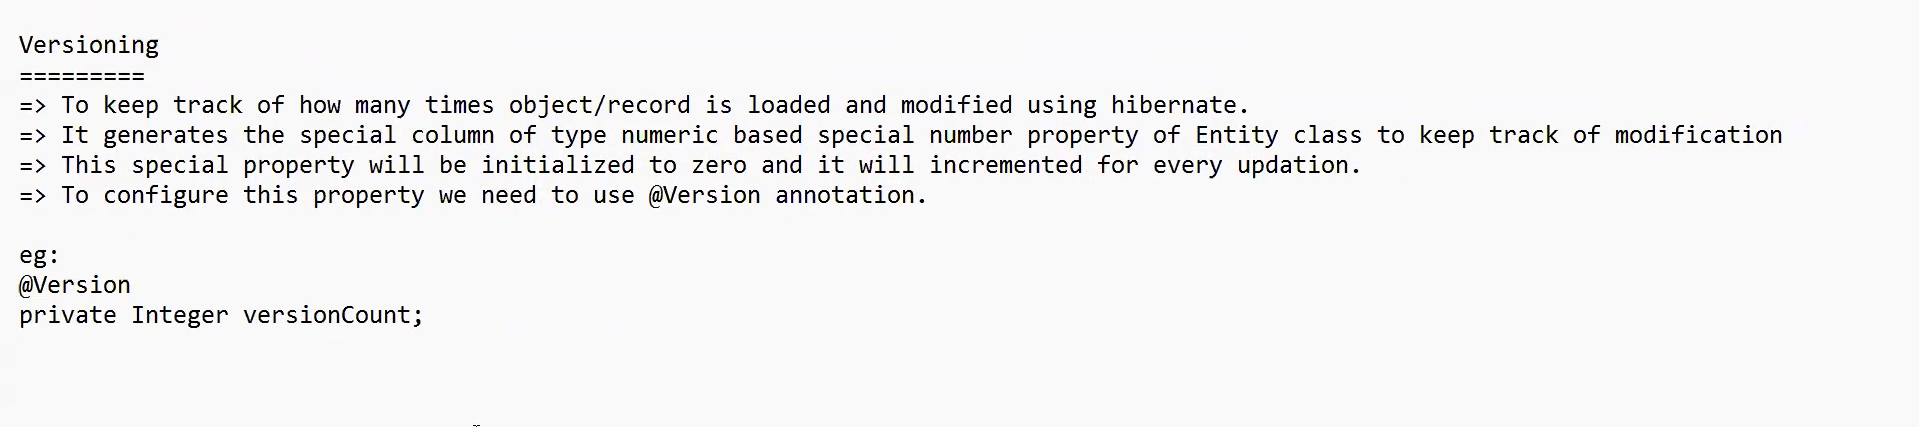 Versioning
=========
=> To keep track of how many times object/record is loaded and modified using hibernate.
=> It generates the special column of type numeric based special number property of Entity class to keep track of modification
=> This special property will be initialized to zero and it will incremented for every updation.
=> To configure this property we need to use @Version annotation.
eg:
@Version
private Integer versionCount;